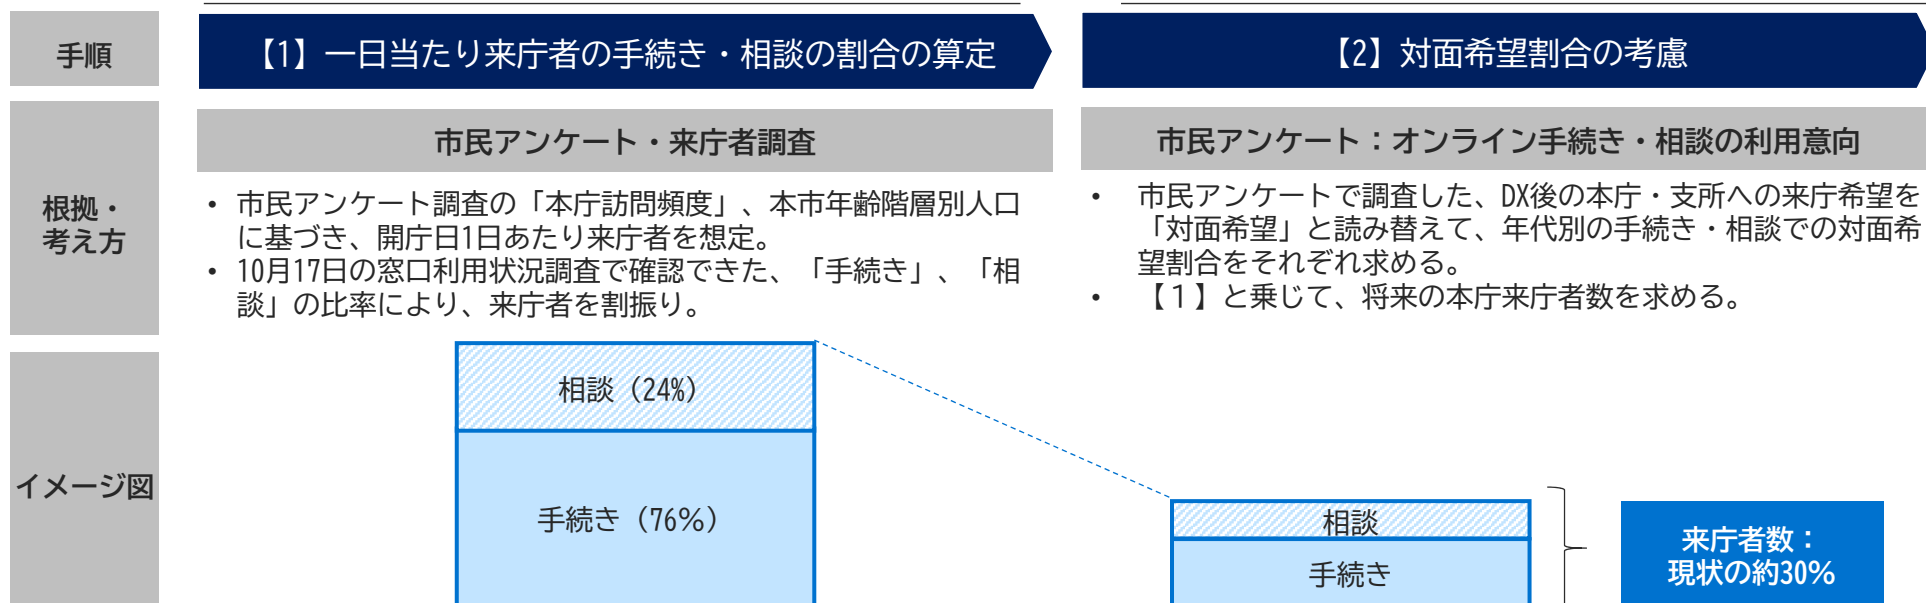 手順
【1】一日当たり来庁者の手続き・相談の割合の算定
【2】対面希望割合の考慮
根拠・
考え方
市民アンケート・来庁者調査
• 市民アンケート調査の「本庁訪問頻度」、本市年齢階層別人口
に基づき、開庁日1日あたり来庁者を想定。
• 10月17日の窓口利用状況調査で確認できた、「手続き」、「相
談」の比率により、来庁者を割振り。
市民アンケート：オンライン手続き・相談の利用意向
• 市民アンケートで調査した、DX後の本庁・支所への来庁希望を
「対面希望」と読み替えて、年代別の手続き・相談での対面希
望割合をそれぞれ求める。
• 【１】と乗じて、将来の本庁来庁者数を求める。
イメージ図
相談（24%）
手続き（76%）
相談
手続き
来庁者数：
現状の約30%